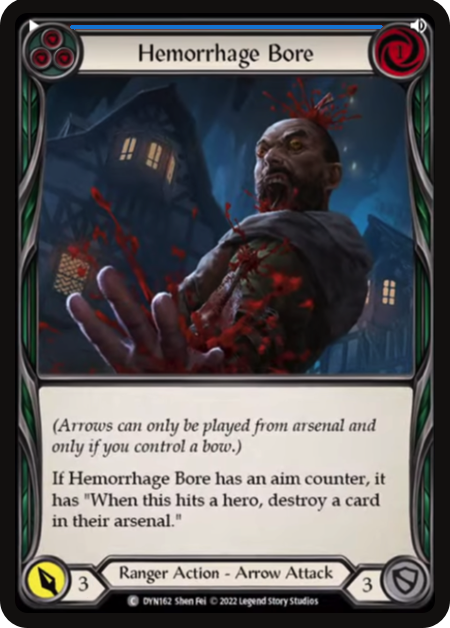 1
Hemorrhage Bore
(Arrows can only be played from arsenal and
only if you control a bow.)
If Hemorrhage Bore has an aim counter, it
has "When this hits a hero, destroy a card
in their arsenal."
3
Ranger Action - Arrow Attack
3
C DYN162 Shen Fei © 2022 Legend Story Studios